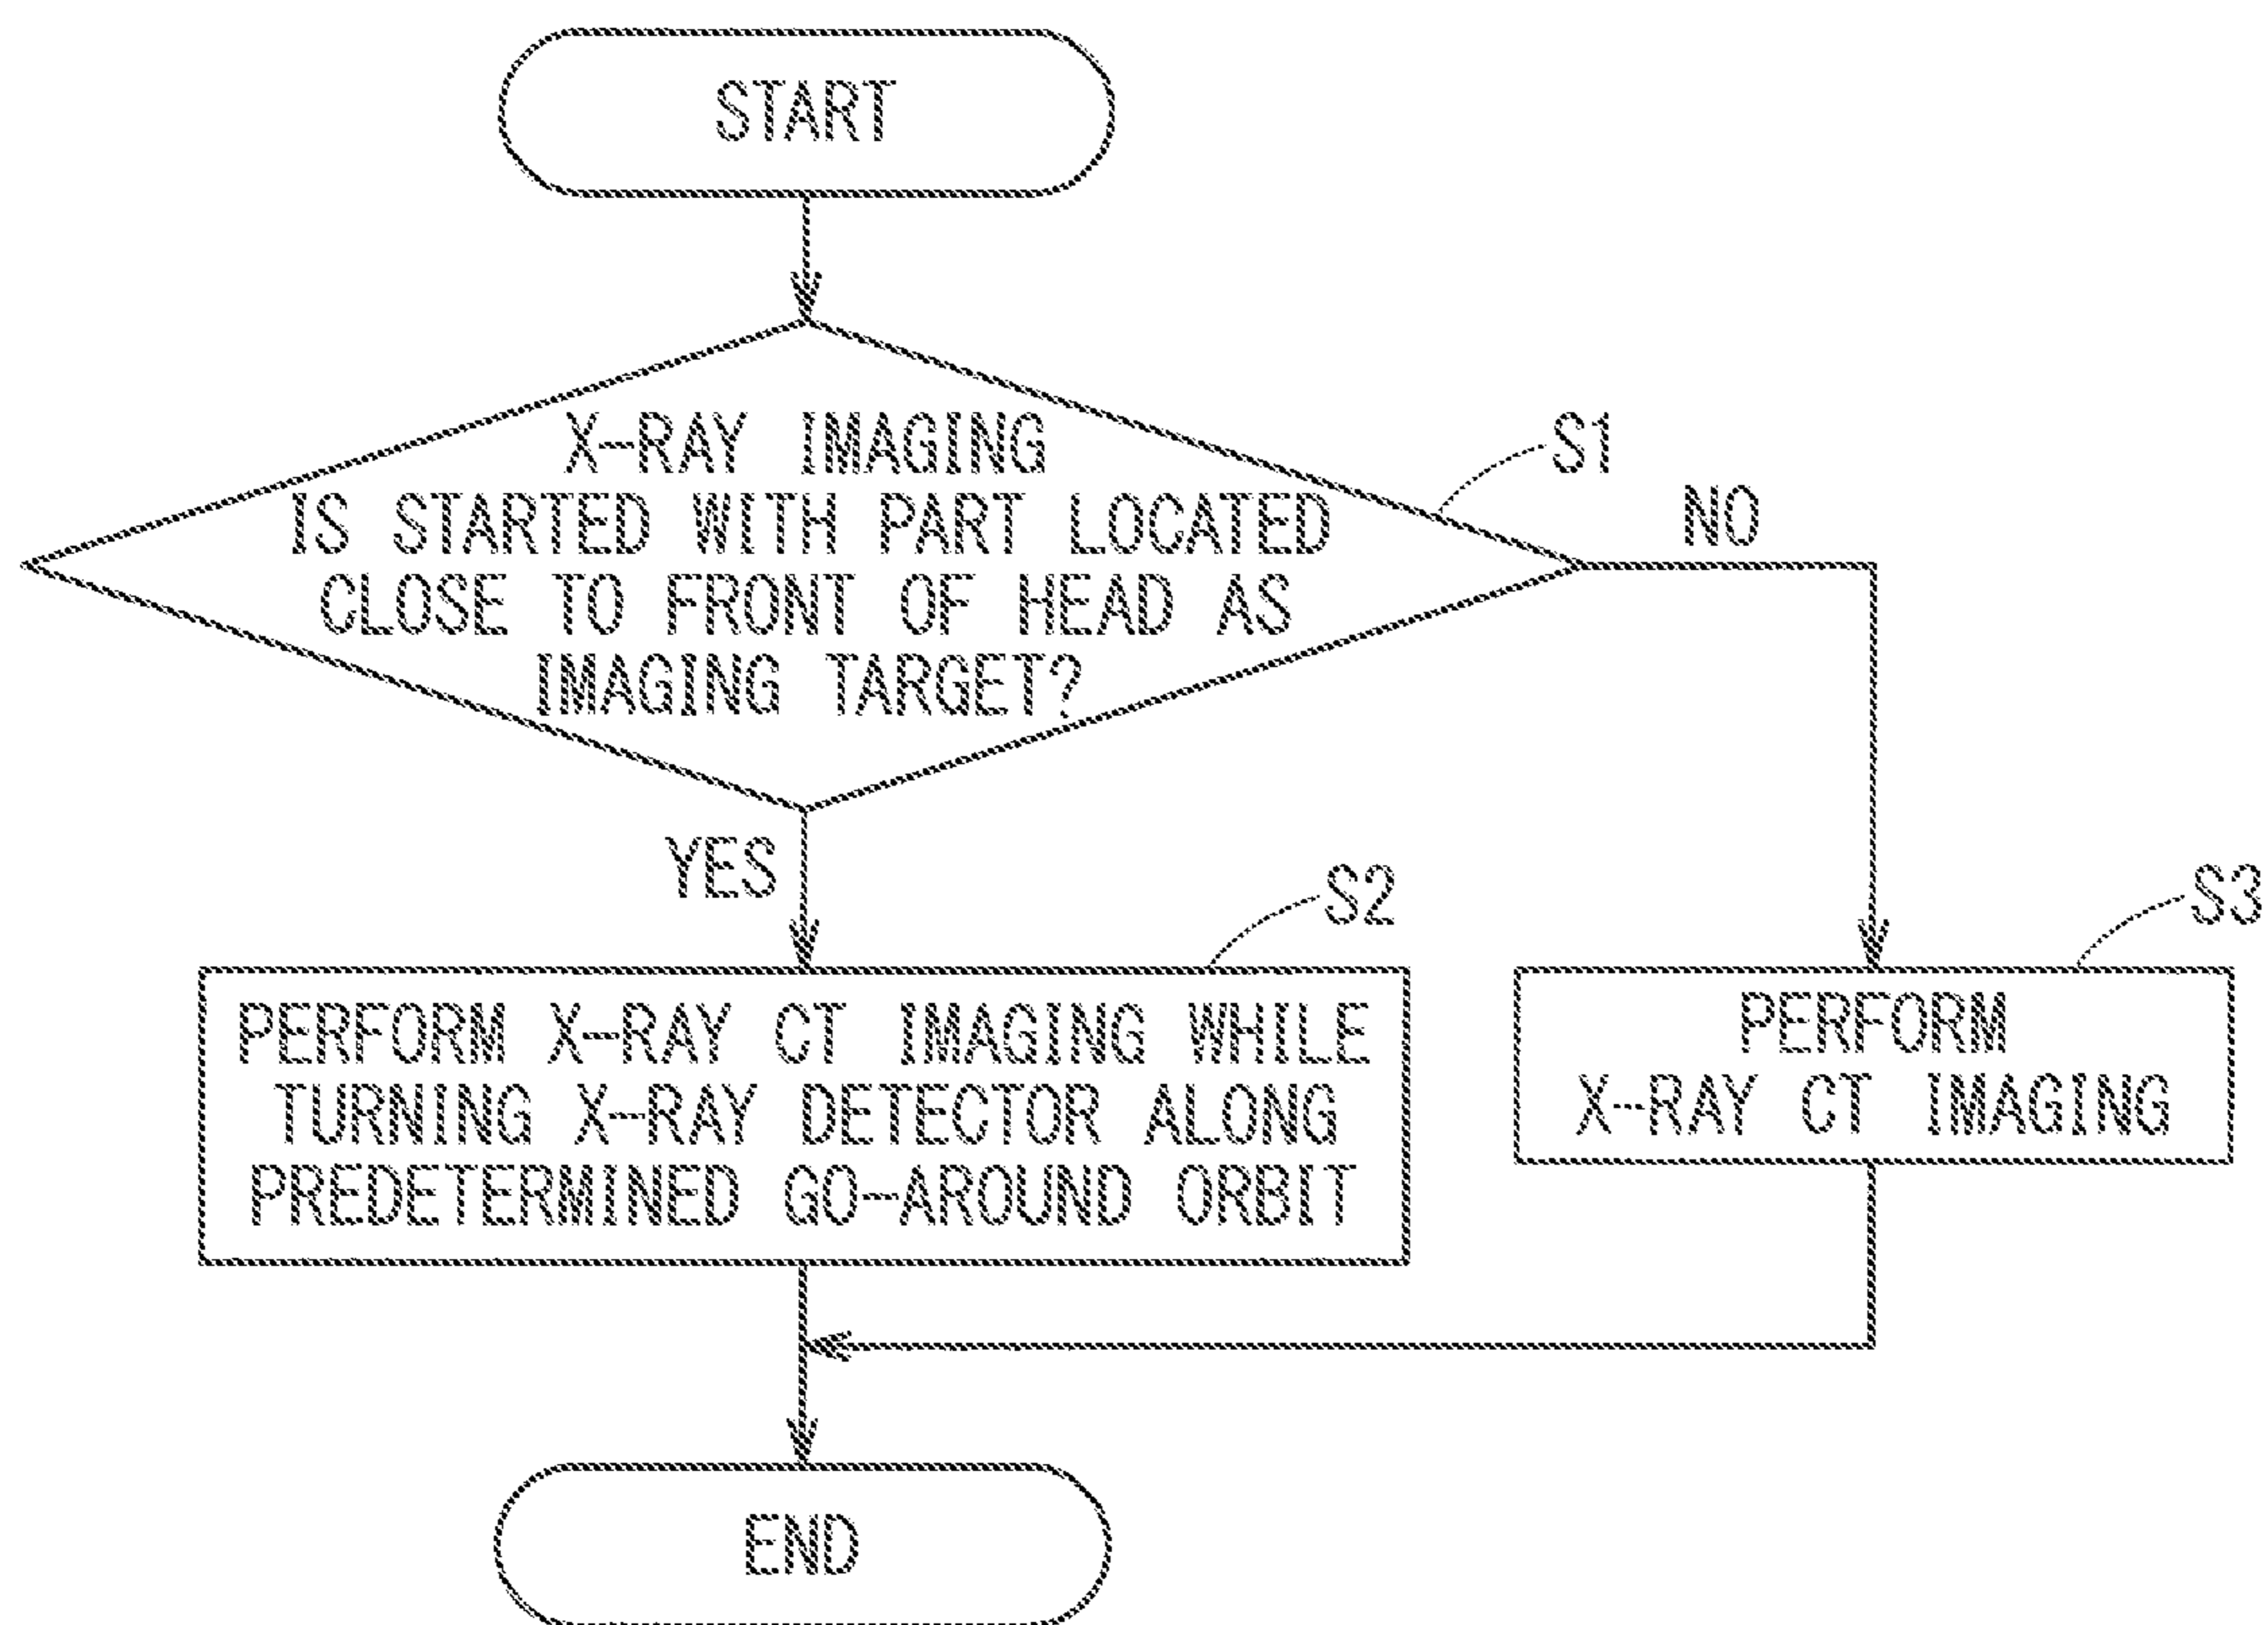 START
X-RAY IMAGING
IS STARTED WITH PART LOCATED
CLOSE TO FRONT OF HEAD AS
IMAGING TARGET?
S1
NO
YES
S2
PERFORM X-RAY CT IMAGING WHILE
TURNING X-RAY DETECTOR ALONG
PREDETERMINED GO-AROUND ORBIT
S3
PERFORM
X-RAY CT IMAGING
END